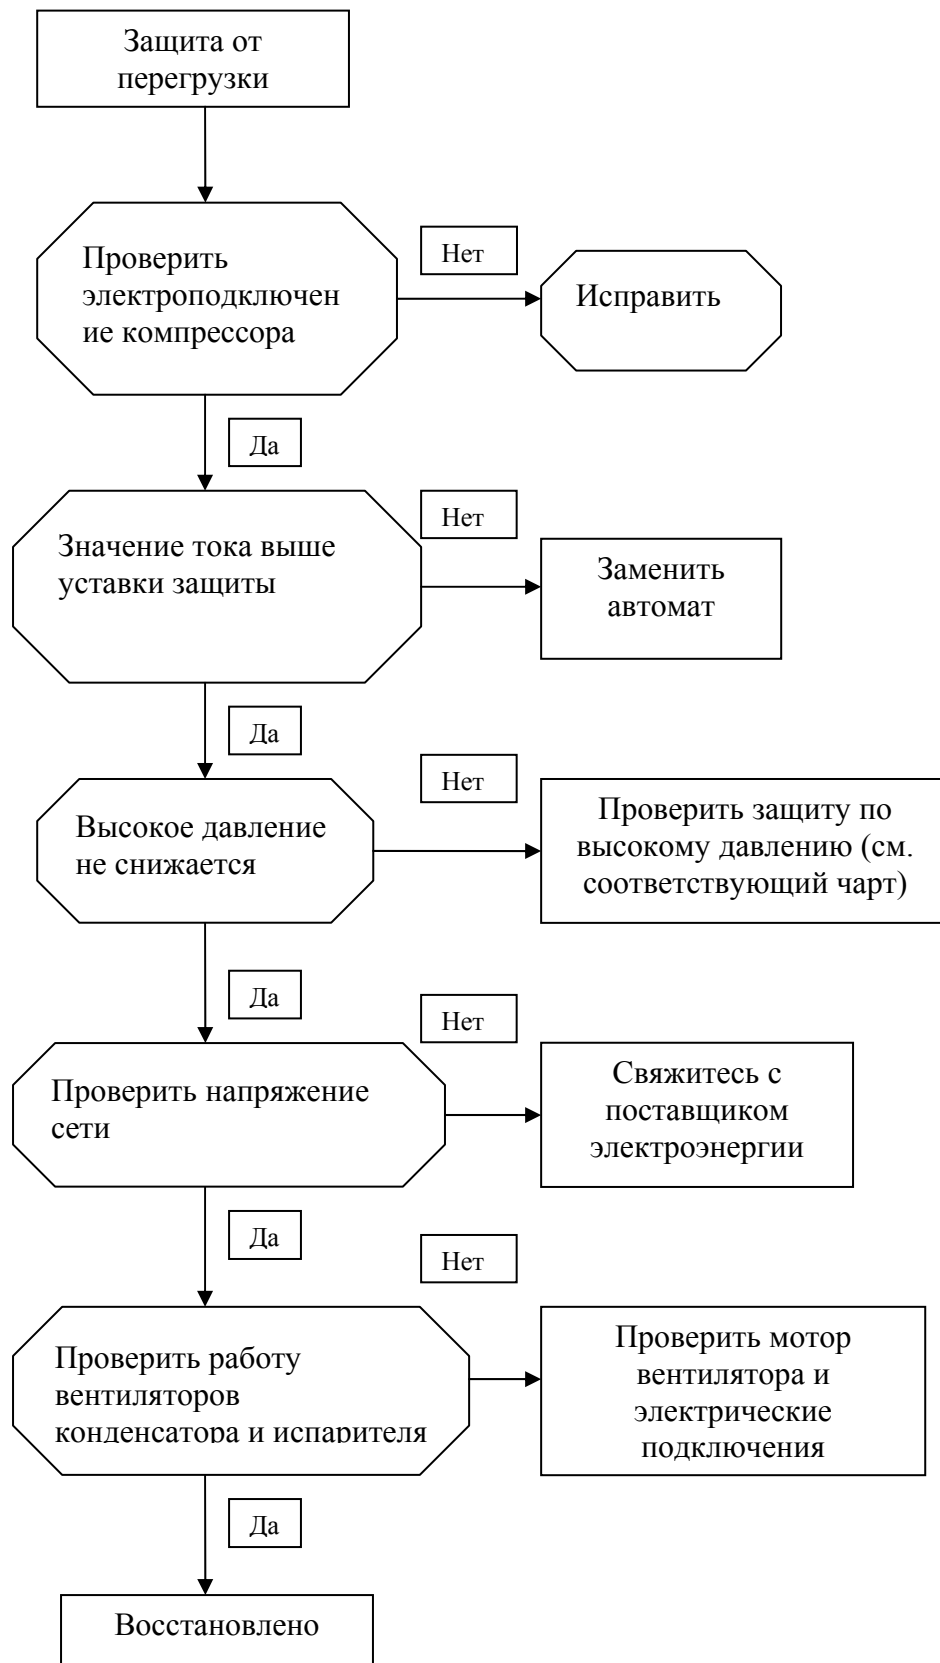 Защита от
перегрузки
Проверить
электроподключен
ие компрессора
Нет
Исправить
Да
Значение тока выше
уставки защиты
Нет
Заменить
автомат
Да
Высокое давление
не снижается
Нет
Проверить защиту по
высокому давлению (см.
соответствующий чарт)
Да
Проверить напряжение
сети
Нет
Свяжитесь с
поставщиком
электроэнергии
Да
Проверить работу
вентиляторов
конденсатора и испарителя
Нет
Проверить мотор
вентилятора и
электрические
подключения
Да
Восстановлено